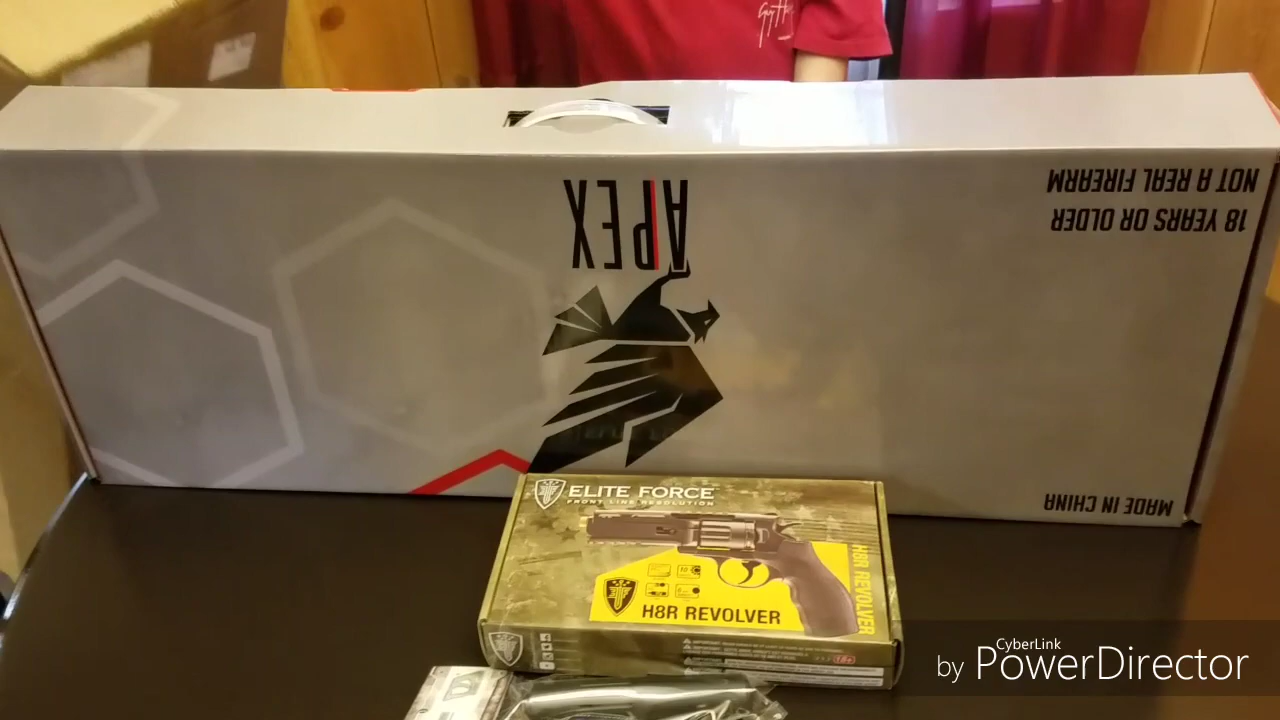 APEX
NOT A REAL FIREARM
18 YEARS OR OLDER
MADE IN CHINA
ELITE FORCE
FRONT LINE RESOLUTION
H8R REVOLVER
H8R REVOLVER
18+
by CyberLink
PowerDirector